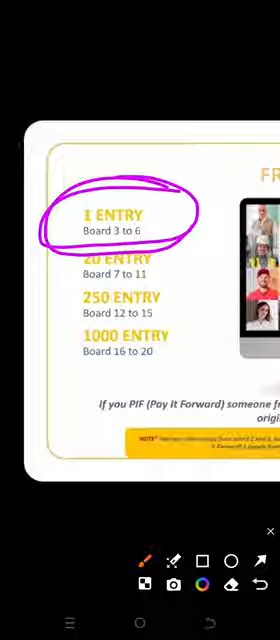 FR
1 ENTRY
Board 3 to 6
20 ENTRY
Board 7 to 11
250 ENTRY
Board 12 to 15
1000 ENTRY
Board 16 to 20
If you PIF (Pay It Forward) someone fr
origi
NOTE*